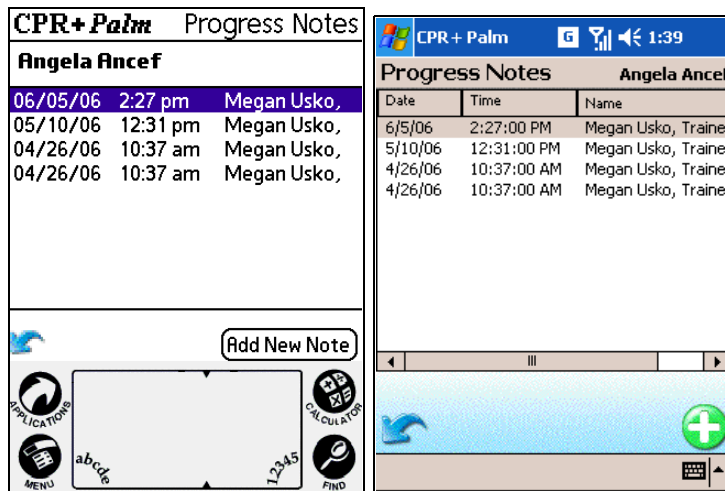 CPR+ Palm Progress Notes
Angela Ancef
06/05/06 2:27 pm Megan Usko,
05/10/06 12:31 pm Megan Usko,
04/26/06 10:37 am Megan Usko,
04/26/06 10:37 am Megan Usko,
Add New Note
APPLICATIONS
CALCULATOR
MENU
abcde
12345
FIND
CPR+ Palm G 1:39
Progress Notes Angela Ancef
Date Time Name
6/5/06 2:27:00 PM Megan Usko, Traine
5/10/06 12:31:00 PM Megan Usko, Traine
4/26/06 10:37:00 AM Megan Usko, Traine
4/26/06 10:37:00 AM Megan Usko, Traine